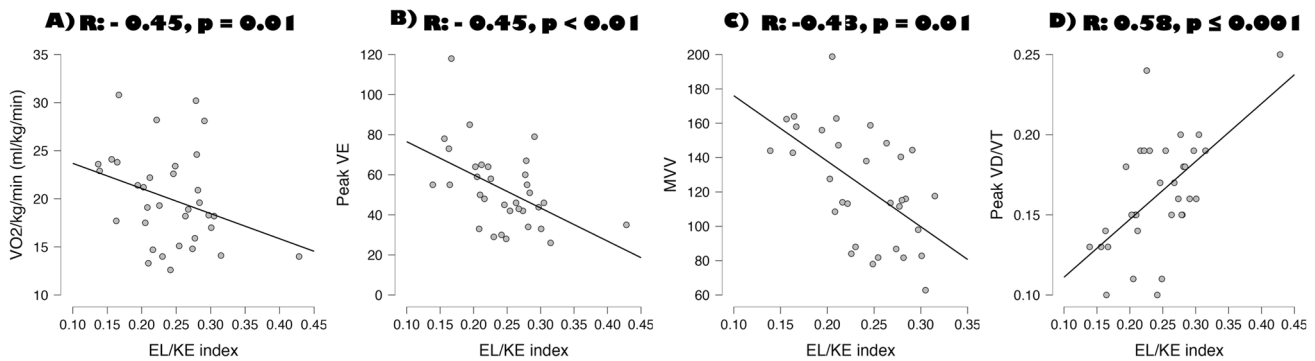 A) R: - 0.45, p = 0.01
35
30
25
20
15
10
VO2/kg/min (ml/kg/min)
0.10 0.15 0.20 0.25 0.30 0.35 0.40 0.45
EL/KE index
B) R: - 0.45, p < 0.01
120
100
80
60
40
20
0
Peak VE
0.10 0.15 0.20 0.25 0.30 0.35 0.40 0.45
EL/KE index
C) R: -0.43, p = 0.01
200
180
160
140
120
100
80
60
MVV
0.10 0.15 0.20 0.25 0.30 0.35
EL/KE index
D) R: 0.58, p ≤ 0.001
0.25
0.20
0.15
0.10
Peak VD/VT
0.10 0.15 0.20 0.25 0.30 0.35 0.40 0.45
EL/KE index